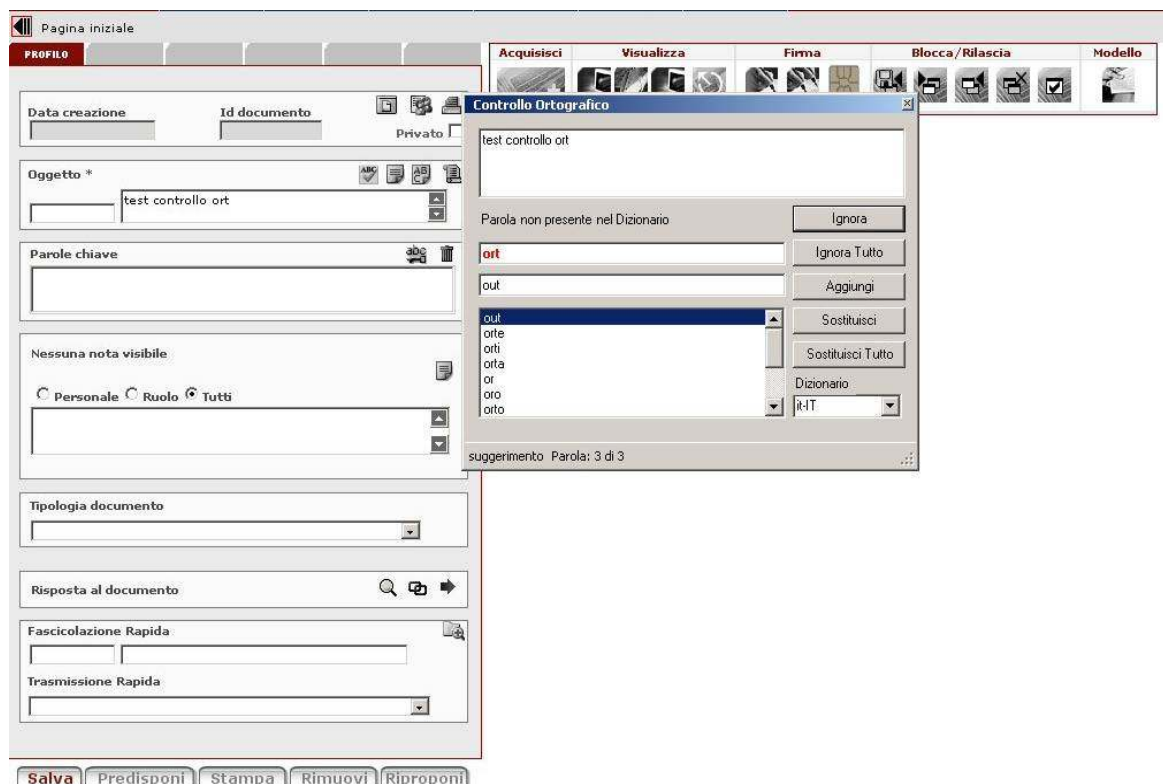 Pagina iniziale
PROFILO
Acquisisci Visualizza Firma Blocca/Rilascia Modello
Data creazione Id documento
Privato
Oggetto *
ABC
test controllo ort
Parole chiave
abc
Nessuna nota visibile
Personale Ruolo Tutti
Tipologia documento
Risposta al documento
Fascicolazione Rapida
Trasmissione Rapida
Salva Predisponi Stampa Rimuovi Riproponi
Controllo Ortografico
test controllo ort
Parola non presente nel Dizionario
Ignora
ort
Ignora Tutto
out
Aggiungi
out
Sostituisci
orte
orti
Sostituisci Tutto
orta
or
Dizionario
oro
it-IT
orto
suggerimento Parola: 3 di 3